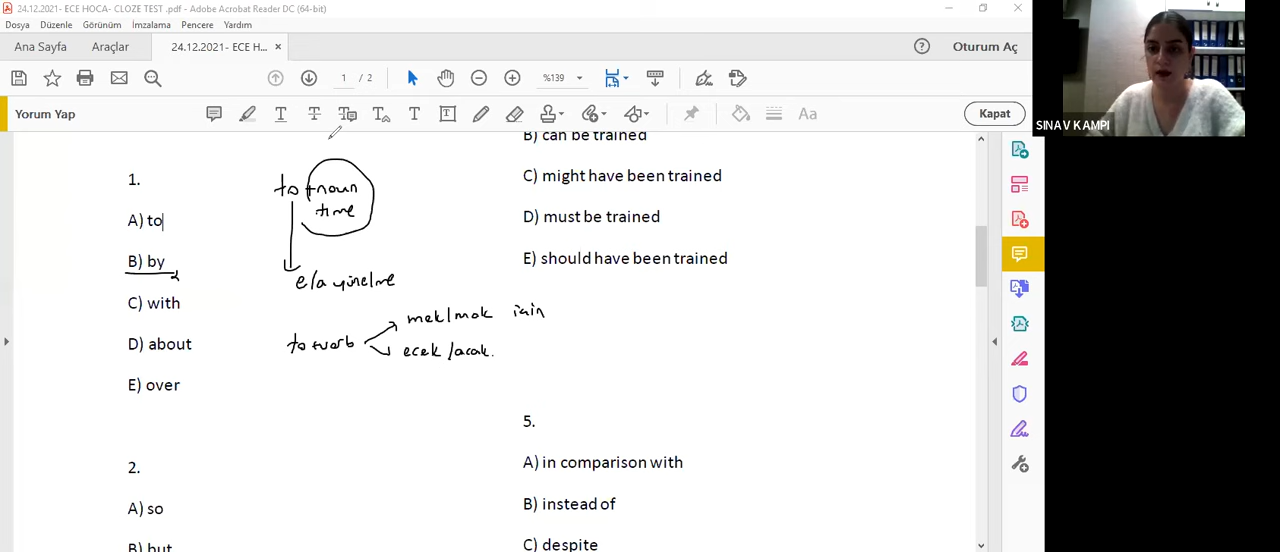 24.12.2021- ECE HOCA- CLOZE TEST .pdf - Adobe Acrobat Reader DC (64-bit)
Dosya Düzenle Görünüm İmzalama Pencere Yardım
Ana Sayfa Araçlar 24.12.2021- ECE H... × Oturum Aç
1 / 2 %139
Yorum Yap Aa Kapat
SINAV KAMPI
1.
A) to
B) by
C) with
D) about
E) over
2.
A) so
B) but
to +noun
time
e/a yönelme
to +verb
mek/mak için
ecek/acak.
B) can be trained
C) might have been trained
D) must be trained
E) should have been trained
5.
A) in comparison with
B) instead of
C) despite